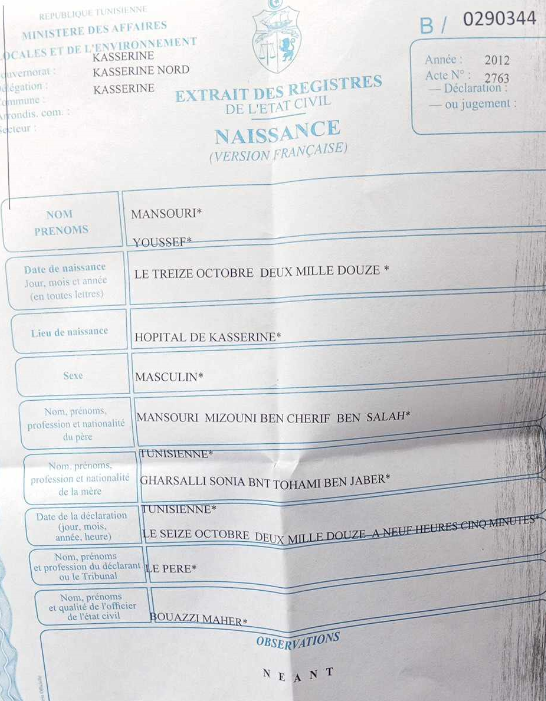 REPUBLIQUE TUNISIENNE
MINISTERE DES AFFAIRES
LOCALES ET DE L'ENVIRONNEMENT
ouvernorat : KASSERINE
élégation : KASSERINE NORD
ommune : KASSERINE
rrondis. com. :
ecteur :
B / 0290344
Année : 2012
Acte N° : 2763
— Déclaration :
— ou jugement :
EXTRAIT DES REGISTRES
DE L'ETAT CIVIL
NAISSANCE
(VERSION FRANÇAISE)
NOM
PRENOMS
MANSOURI*
YOUSSEF*
Date de naissance
Jour, mois et année
(en toutes lettres)
LE TREIZE OCTOBRE DEUX MILLE DOUZE *
Lieu de naissance
HOPITAL DE KASSERINE*
Sexe
MASCULIN*
Nom, prénoms,
profession et nationalité
du père
MANSOURI MIZOUNI BEN CHERIF BEN SALAH*
TUNISIENNE*
Nom, prénoms,
profession et nationalité
de la mère
GHARSALLI SONIA BNT TOHAMI BEN JABER*
TUNISIENNE*
Date de la déclaration
(jour, mois,
année, heure)
LE SEIZE OCTOBRE DEUX MILLE DOUZE A NEUF HEURES CINQ MINUTES*
Nom, prénoms
et profession du déclarant
ou le Tribunal
LE PERE*
Nom, prénoms
et qualité de l'officier
de l'état civil
BOUAZZI MAHER*
OBSERVATIONS
N E A N T